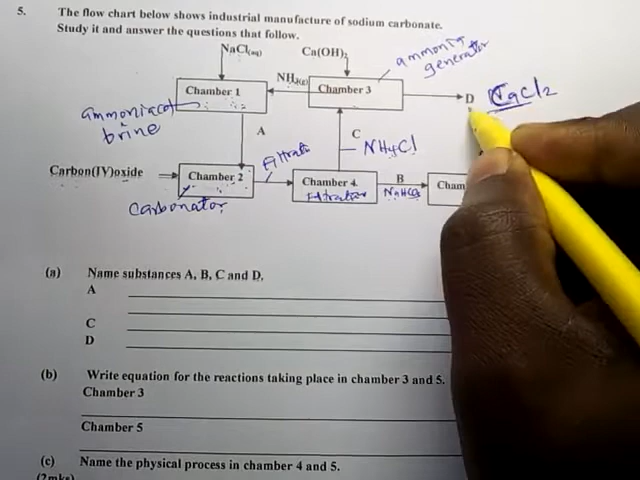 5. The flow chart below shows industrial manufacture of sodium carbonate.
Study it and answer the questions that follow.
NaCl(aq) Ca(OH)2 ammonia generator
Chamber 1 NH3(g) Chamber 3 D CaCl2
ammoniacal brine
A C NH4Cl
Carbon(IV)oxide Chamber 2 Filtrate Chamber 4 B NaHCO3 Cham
Carbonator
(a) Name substances A, B, C and D.
A
C
D
(b) Write equation for the reactions taking place in chamber 3 and 5.
Chamber 3
Chamber 5
(c) Name the physical process in chamber 4 and 5.
(2mks)